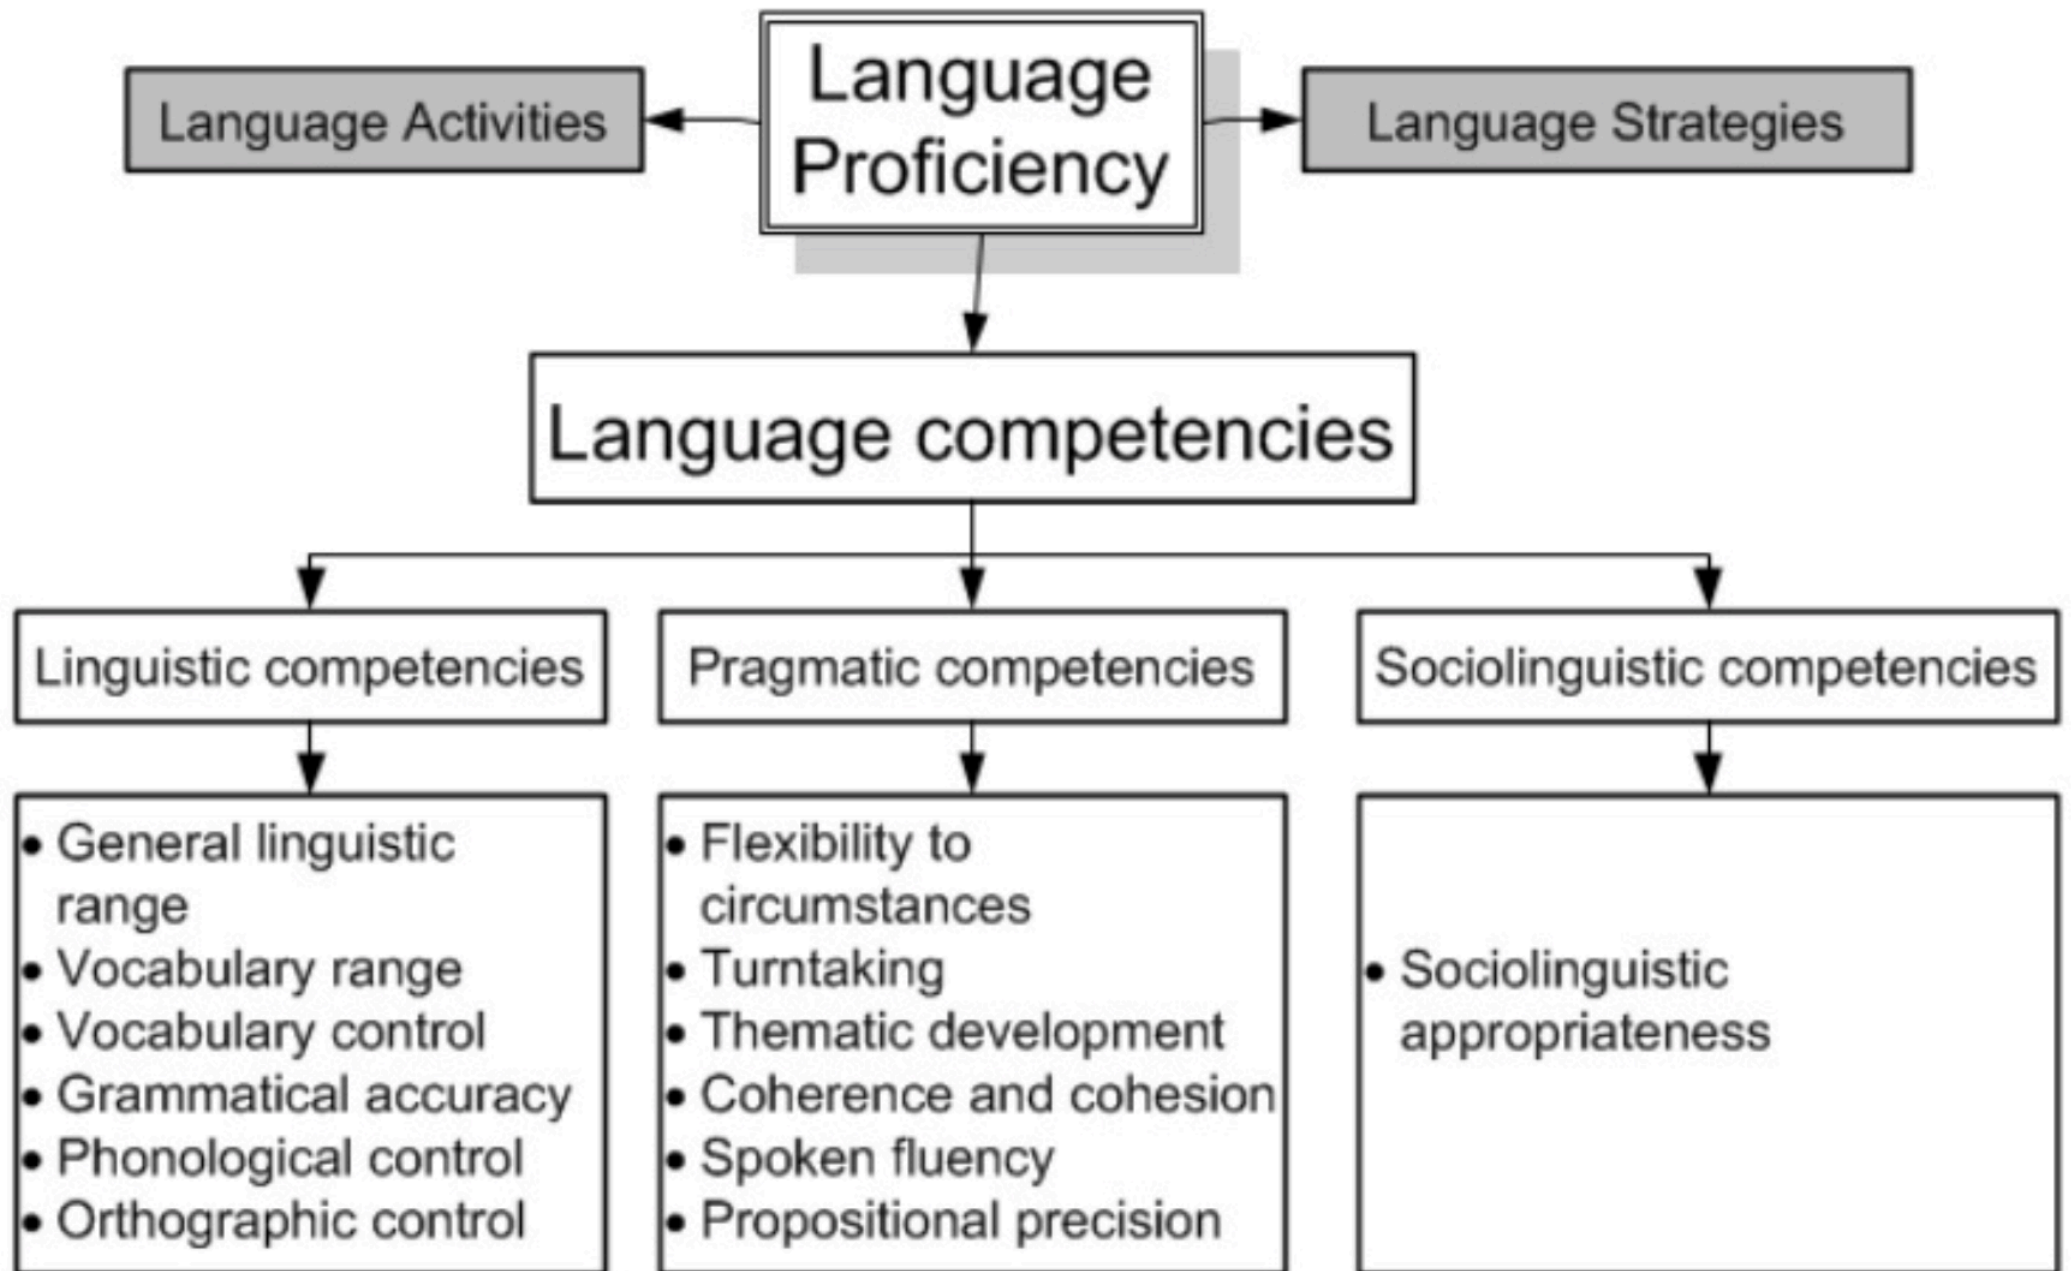 Language
Proficiency
Language Activities
Language Strategies
Language competencies
Linguistic competencies
Pragmatic competencies
Sociolinguistic competencies
• General linguistic
range
• Vocabulary range
• Vocabulary control
• Grammatical accuracy
• Phonological control
• Orthographic control
• Flexibility to
circumstances
• Turntaking
• Thematic development
• Coherence and cohesion
• Spoken fluency
• Propositional precision
• Sociolinguistic
appropriateness